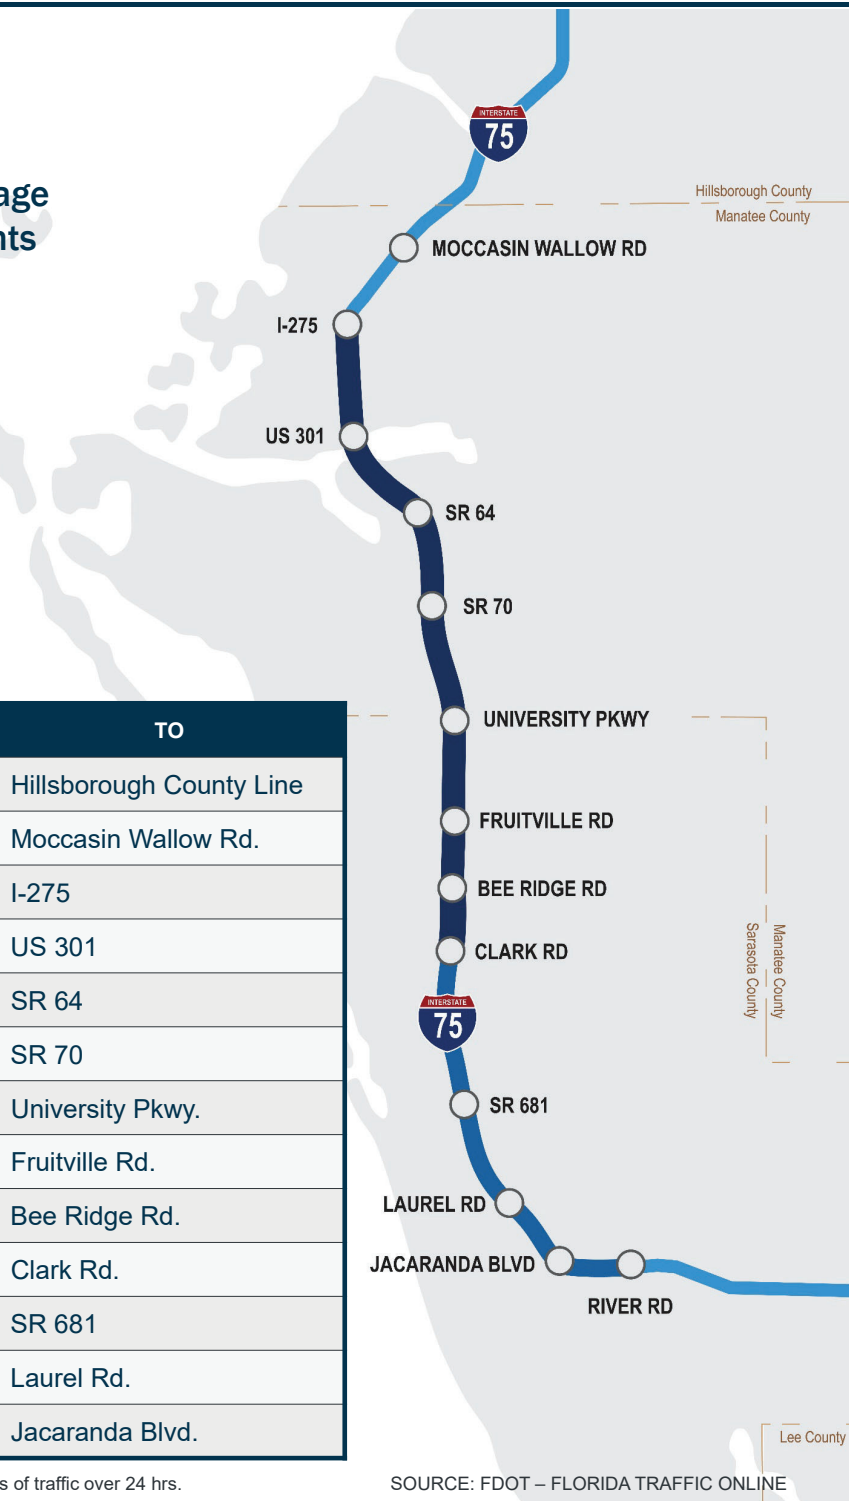 INTERSTATE
75
Hillsborough County
Manatee County
MOCCASIN WALLOW RD
I-275
US 301
SR 64
SR 70
UNIVERSITY PKWY
FRUITVILLE RD
BEE RIDGE RD
CLARK RD
Manatee County
Sarasota County
INTERSTATE
75
SR 681
LAUREL RD
JACARANDA BLVD
RIVER RD
Lee County
TO
Hillsborough County Line
Moccasin Wallow Rd.
I-275
US 301
SR 64
SR 70
University Pkwy.
Fruitville Rd.
Bee Ridge Rd.
Clark Rd.
SR 681
Laurel Rd.
Jacaranda Blvd.
of traffic over 24 hrs.
SOURCE: FDOT – FLORIDA TRAFFIC ONLINE